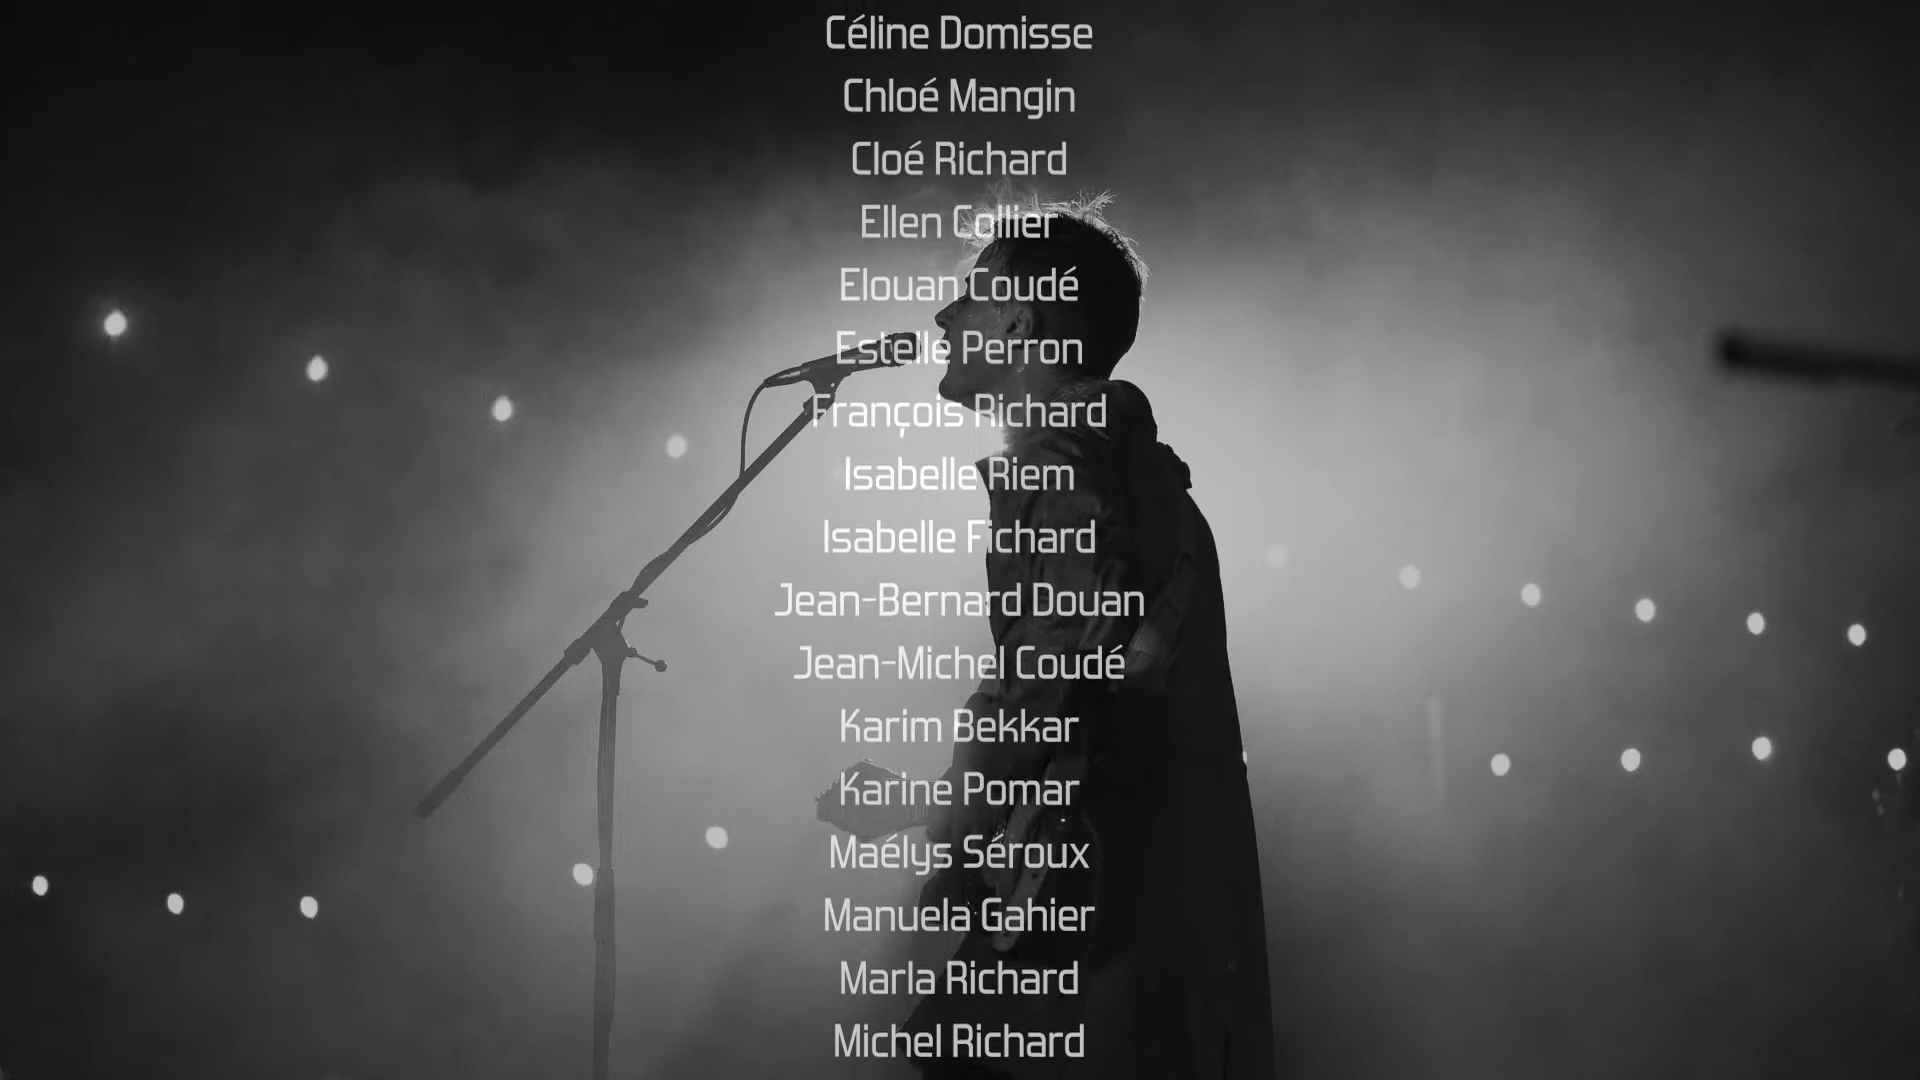 Céline Domisse
Chloé Mangin
Cloé Richard
Ellen Collier
Elouan Coudé
Estelle Perron
François Richard
Isabelle Riem
Isabelle Fichard
Jean-Bernard Douan
Jean-Michel Coudé
Karim Bekkar
Karine Pomar
Maélys Séroux
Manuela Gahier
Marla Richard
Michel Richard